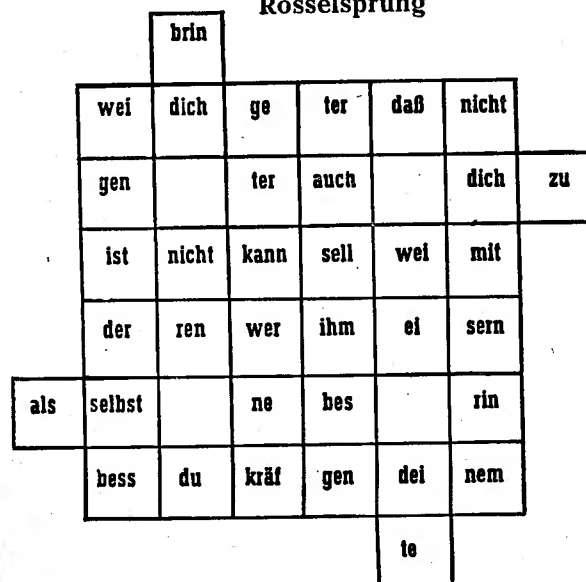 Rösselsprung
brin
wei dich ge ter daß nicht
gen ter auch dich zu
ist nicht kann sell wei mit
der ren wer ihm ei sern
als selbst ne bes rin
bess du kräf gen dei nem
te